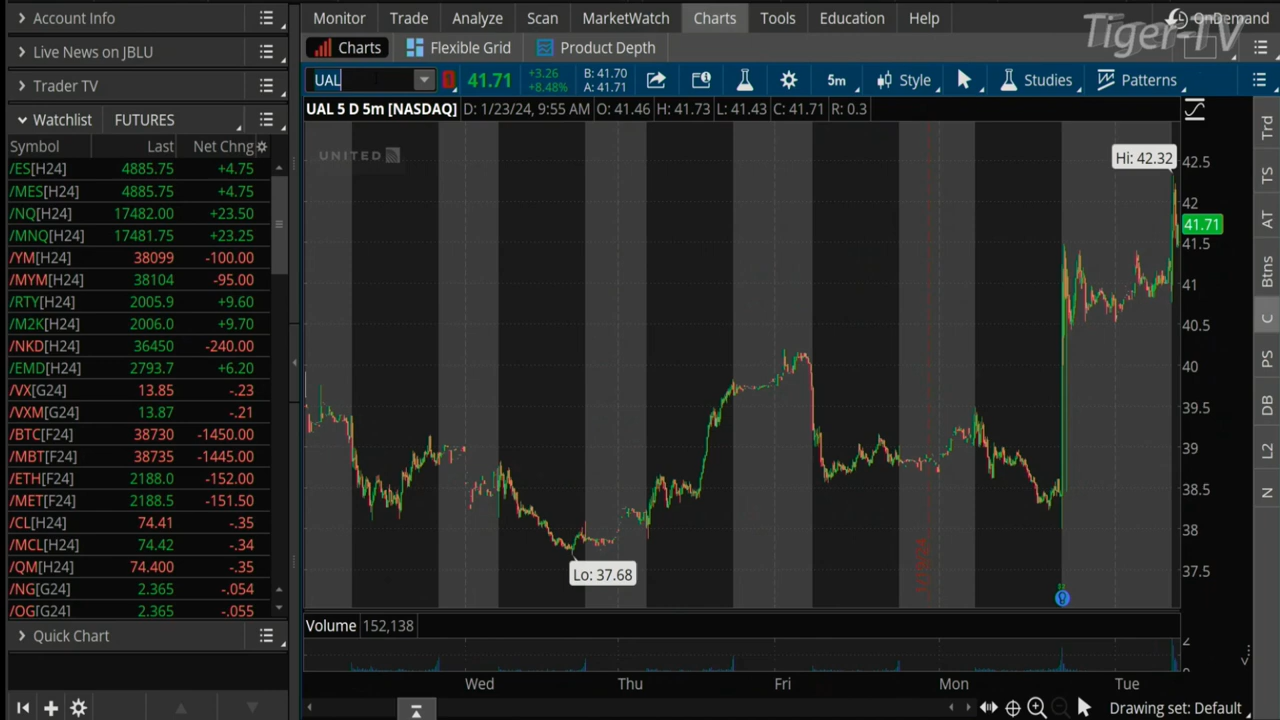 Account Info
Live News on JBLU
Tiger TV
Watchlist FUTURES
Symbol Last Net Chng
/ES[H24] 4885.75 +4.75
/MES[H24] 4885.75 +4.75
/NQ[H24] 17482.00 +23.50
/MNQ[H24] 17481.75 +23.25
/YM[H24] 38099 -100.00
/MYM[H24] 38104 -95.00
/RTY[H24] 2005.9 +9.60
/M2K[H24] 2006.0 +9.70
/NKD[H24] 36450 -240.00
/EMD[H24] 2793.7 +6.20
/VX[G24] 13.85 -.23
/VXM[G24] 13.87 -.21
/BTC[F24] 38730 -1450.00
/MBT[F24] 38735 -1445.00
/ETH[F24] 2188.0 -152.00
/MET[F24] 2188.5 -151.50
/CL[H24] 74.41 -.35
/MCL[H24] 74.42 -.34
/QM[H24] 74.400 -.35
/NG[G24] 2.365 -.054
/QG[G24] 2.365 -.055
Quick Chart
Monitor Trade Analyze Scan MarketWatch Charts Tools Education Help OnDemand
Tiger-TV
Charts Flexible Grid Product Depth
UAL 41.71 +3.26 +8.48% B: 41.70 A: 41.71 5m Style Studies Patterns
UAL 5 D 5m [NASDAQ] D: 1/23/24, 9:55 AM O: 41.46 H: 41.73 L: 41.43 C: 41.71 R: 0.3
UNITED
Hi: 42.32
42.5
42
41.71
41.5
41
40.5
40
39.5
39
38.5
38
37.5
Lo: 37.68
Volume 152,138
2
0
Wed Thu Fri Mon Tue
Drawing set: Default
Trd
TS
AT
Btns
C
PS
DB
L2
N